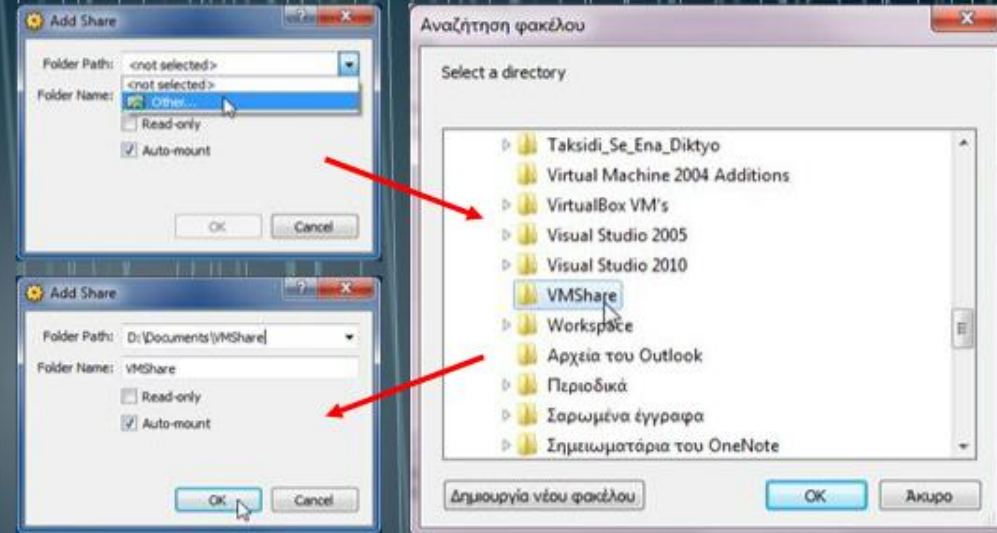 Add Share
Folder Path: <not selected>
<not selected>
Folder Name: Other...
Read-only
Auto-mount
OK Cancel
Αναζήτηση φακέλου
Select a directory
Taksidi_Se_Ena_Diktyo
Virtual Machine 2004 Additions
VirtualBox VM's
Visual Studio 2005
Visual Studio 2010
VMShare
Workspace
Αρχεία του Outlook
Περιοδικά
Σαρωμένα έγγραφα
Σημειωματάρια του OneNote
Δημιουργία νέου φακέλου OK Άκυρο
Add Share
Folder Path: D:\Documents\VMShare
Folder Name: VMShare
Read-only
Auto-mount
OK Cancel